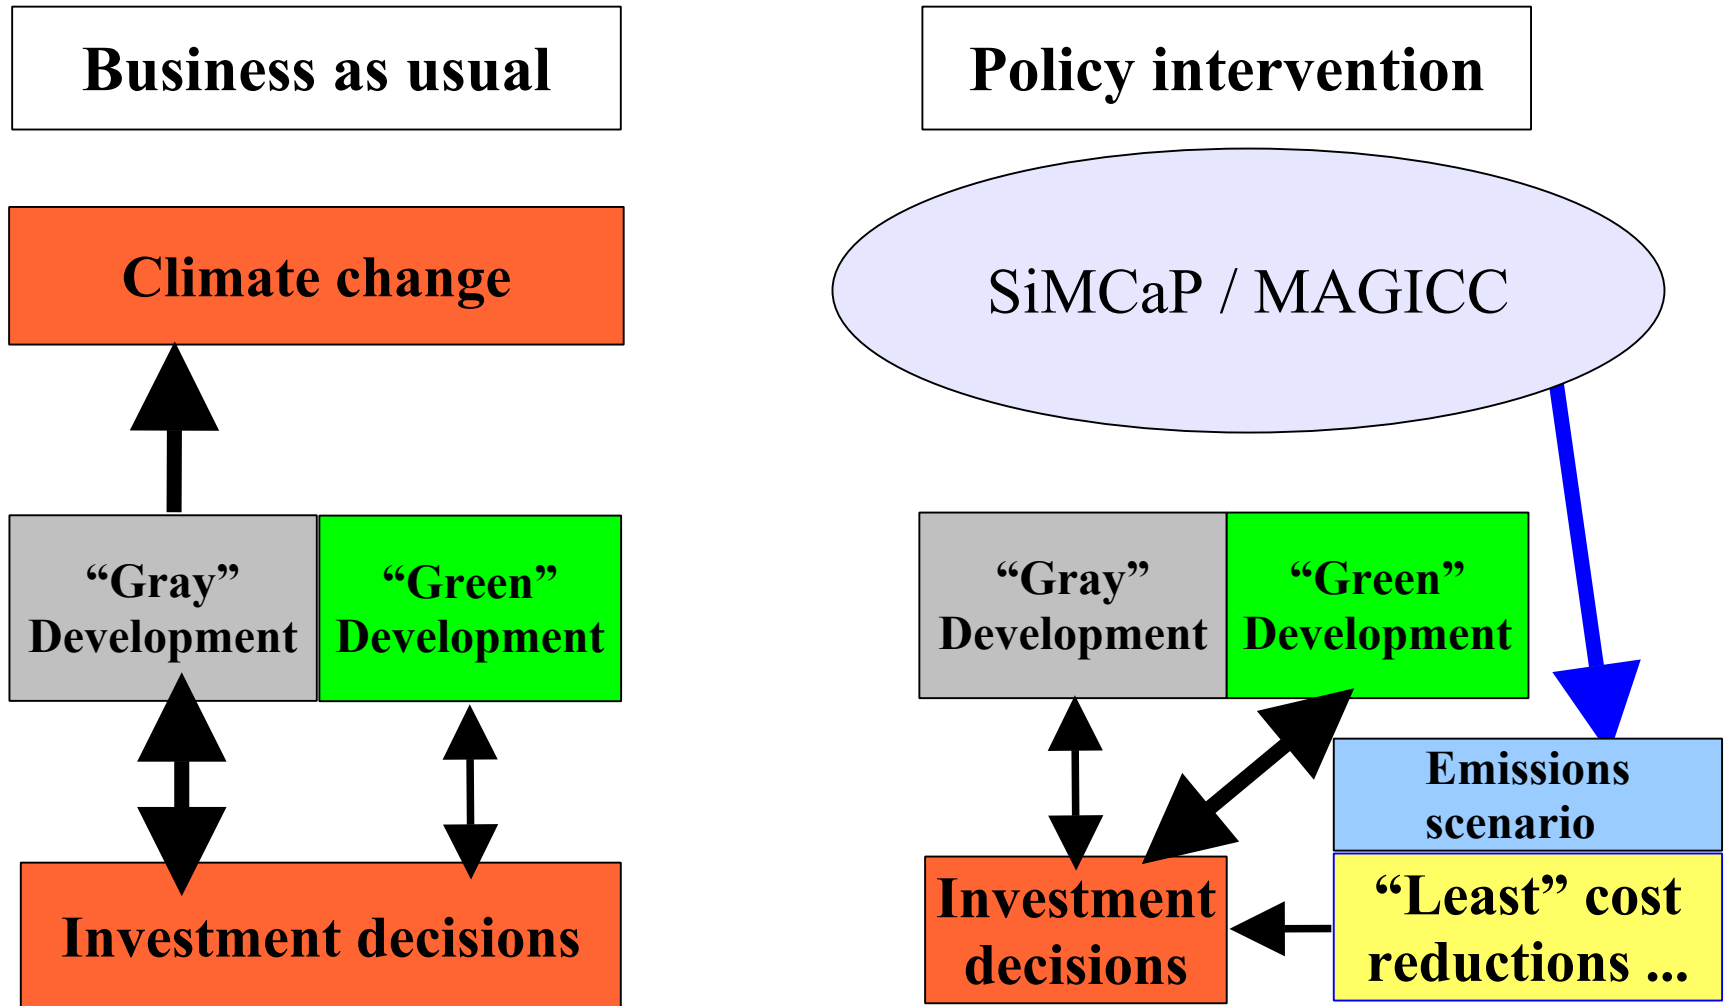 Business as usual
Climate change
“Gray”
Development
“Green”
Development
Investment decisions
Policy intervention
SiMCaP / MAGICC
“Gray”
Development
“Green”
Development
Emissions
scenario
Investment
decisions
“Least” cost
reductions ...